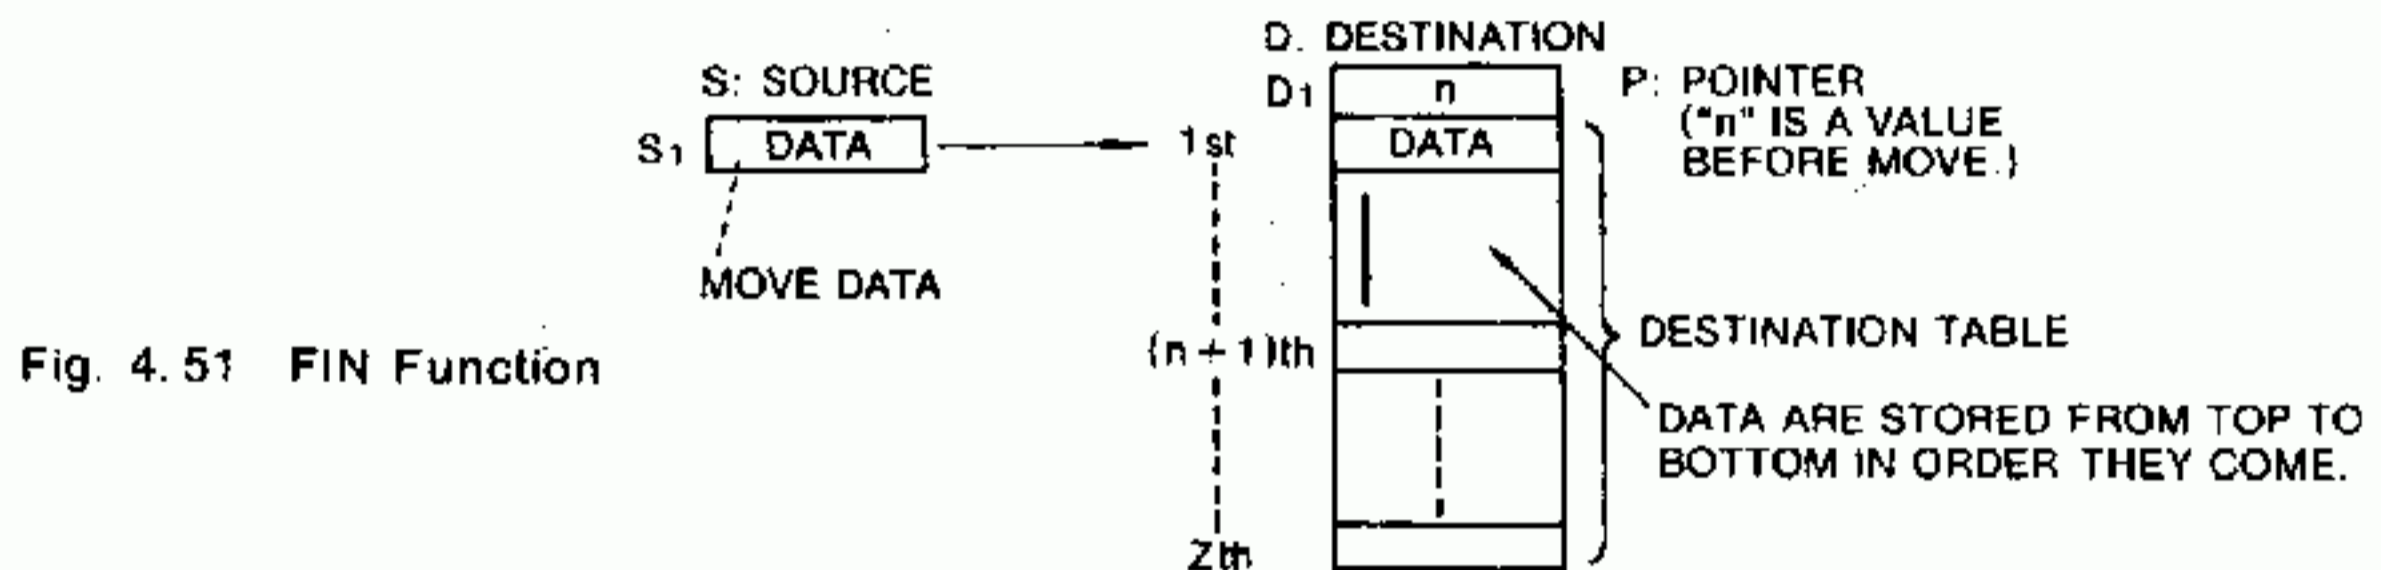 D. DESTINATION
S: SOURCE
D1 n
P: POINTER
("n" IS A VALUE
BEFORE MOVE.)
S1 DATA
1st DATA
MOVE DATA
DESTINATION TABLE
(n + 1)th
Fig. 4.51 FIN Function
DATA ARE STORED FROM TOP TO
BOTTOM IN ORDER THEY COME.
Zth